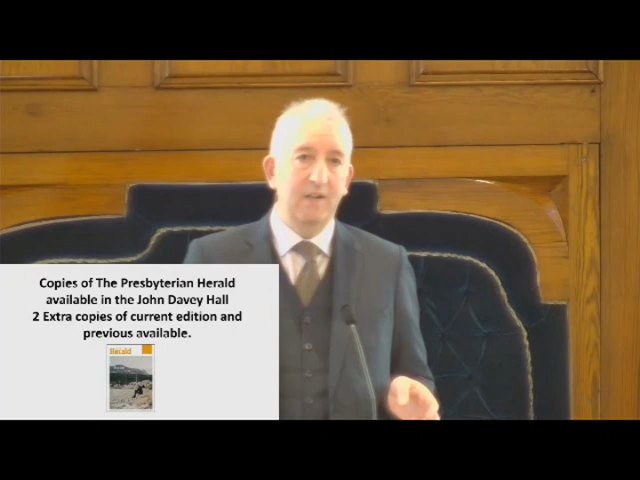 Copies of The Presbyterian Herald
available in the John Davey Hall
2 Extra copies of current edition and
previous available.
Herald